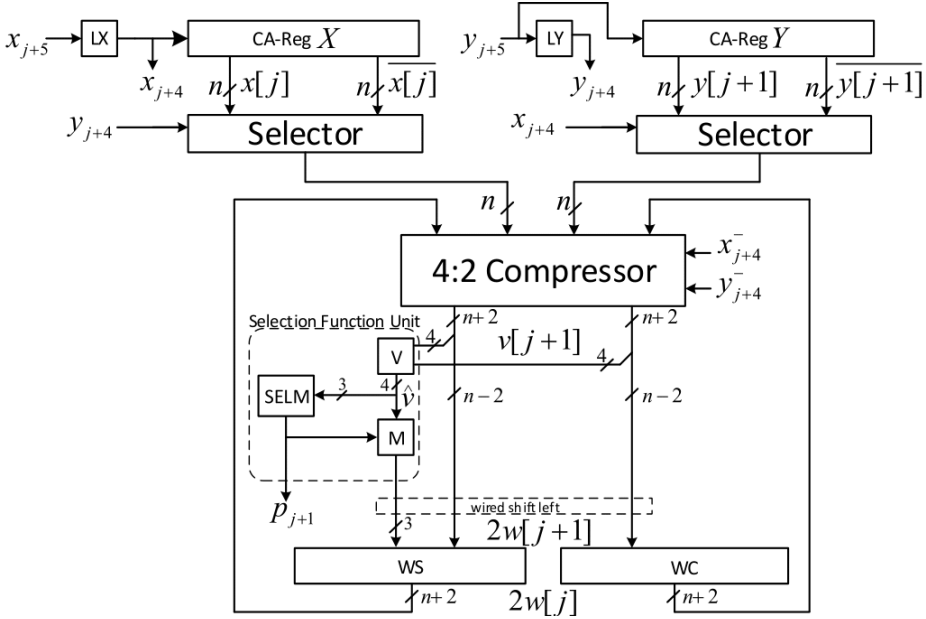 x_{j+5} LX CA-Reg X y_{j+5} LY CA-Reg Y
x_{j+4} n x[j] n \overline{x[j]} y_{j+4} n y[j+1] n \overline{y[j+1]}
y_{j+4} Selector x_{j+4} Selector
n n
4:2 Compressor x^-_{j+4}
y^-_{j+4}
Selection Function Unit n+2 n+2
4 v[j+1]
V 4
SELM 3 4 \hat{v} n-2 n-2
M
p_{j+1} wired shift left
3 2w[j+1]
WS WC
n+2 2w[j] n+2